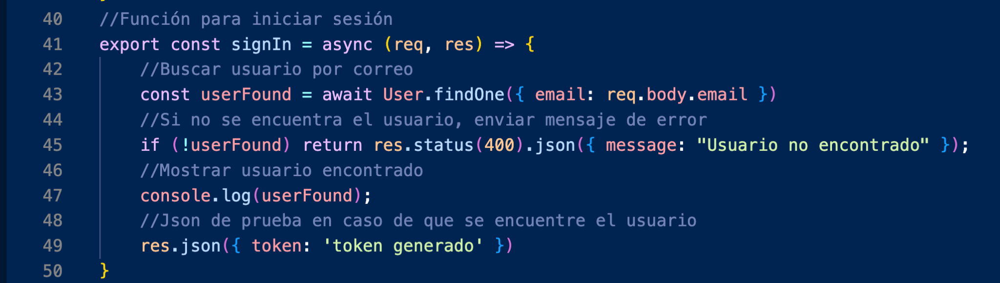 40 //Función para iniciar sesión
41 export const signIn = async (req, res) => {
42 //Buscar usuario por correo
43 const userFound = await User.findOne({ email: req.body.email })
44 //Si no se encuentra el usuario, enviar mensaje de error
45 if (!userFound) return res.status(400).json({ message: "Usuario no encontrado" });
46 //Mostrar usuario encontrado
47 console.log(userFound);
48 //Json de prueba en caso de que se encuentre el usuario
49 res.json({ token: 'token generado' })
50 }